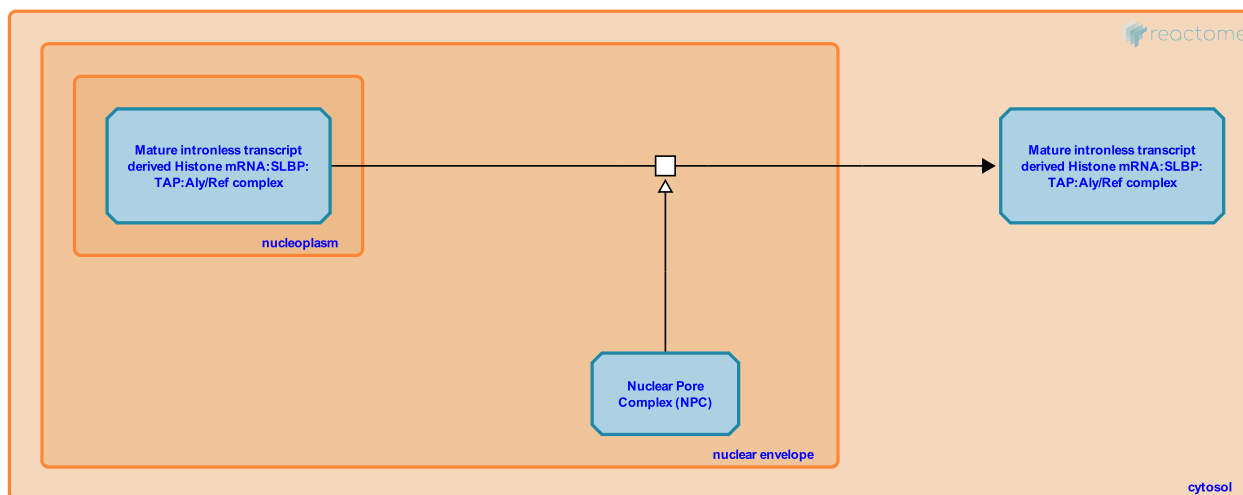 reactome
Mature intronless transcript
derived Histone mRNA:SLBP:
TAP:Aly/Ref complex
Mature intronless transcript
derived Histone mRNA:SLBP:
TAP:Aly/Ref complex
nucleoplasm
Nuclear Pore
Complex (NPC)
nuclear envelope
cytosol